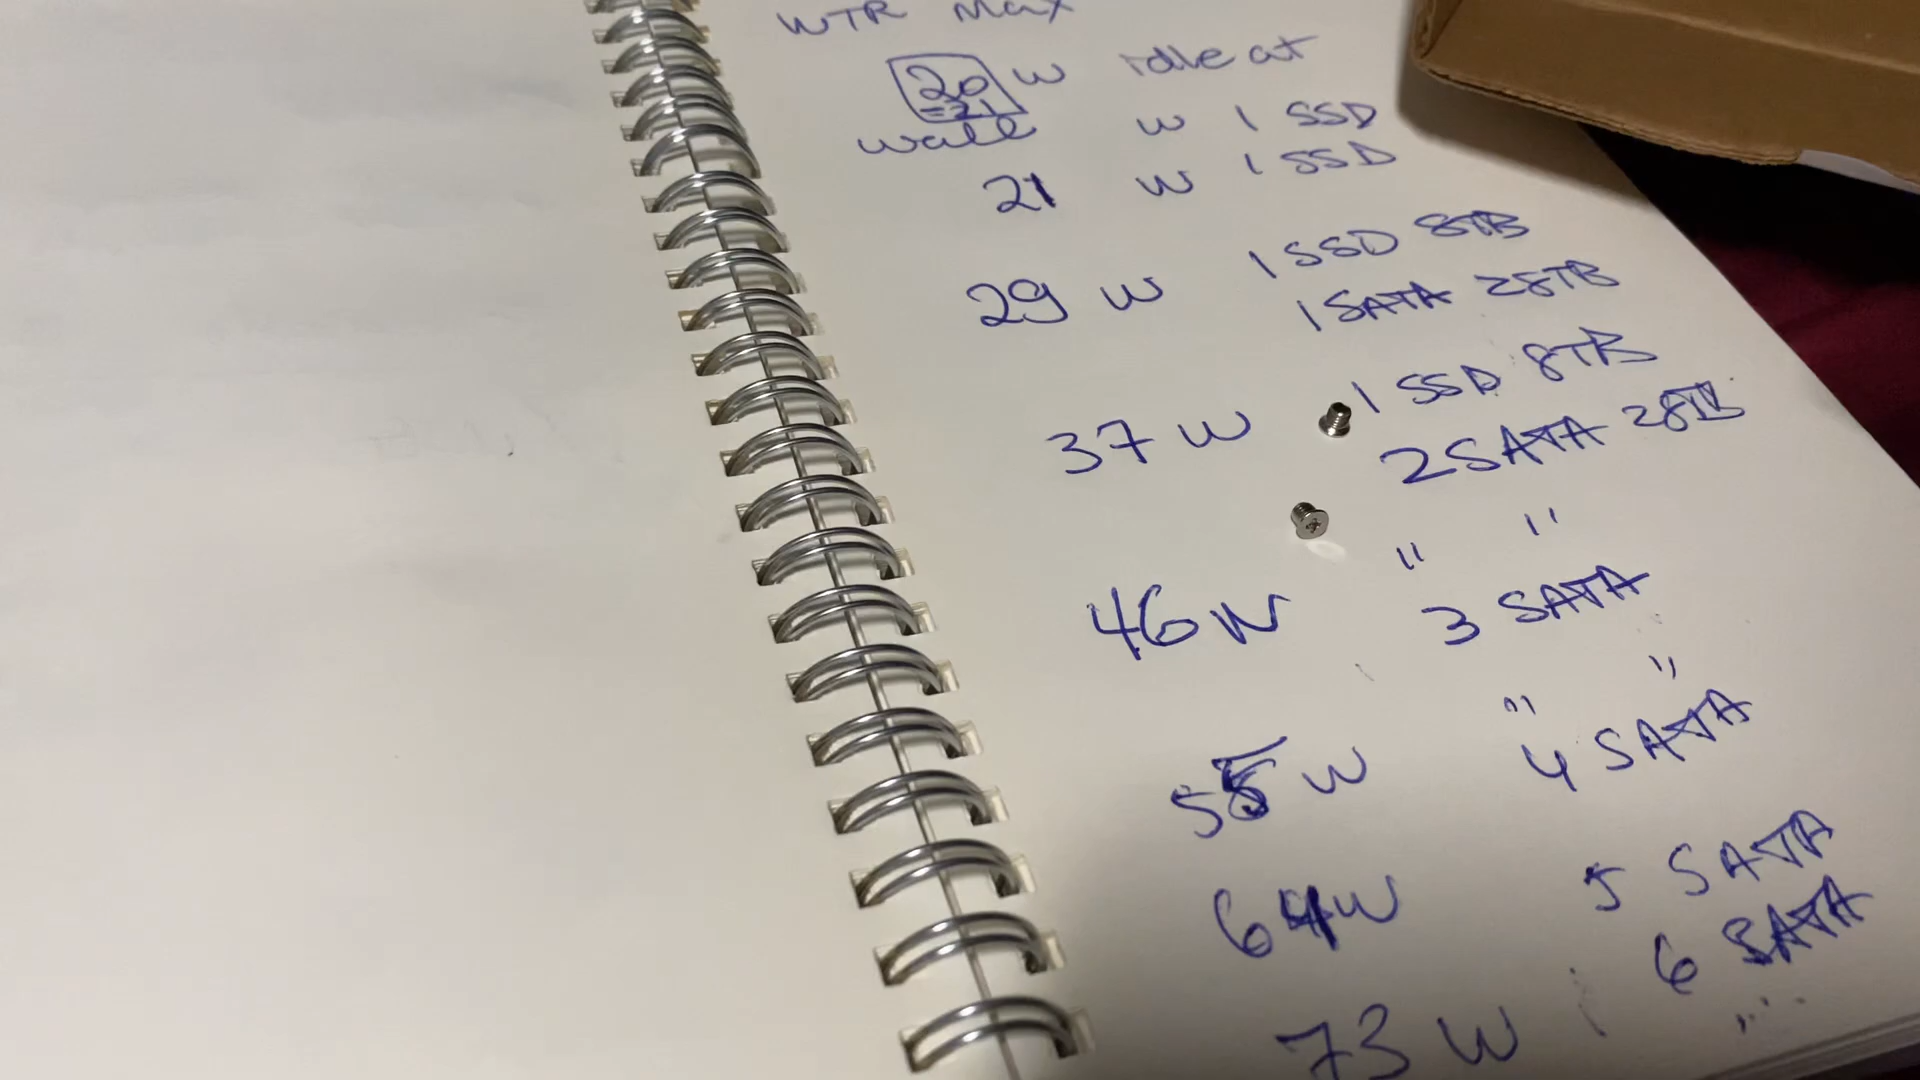 WTR Max
20 W idle at
=21
wall W 1 SSD
21 W 1 SSD
29 W 1 SSD 8TB
1 SATA 28TB
37 W 1 SSD 8TB
2 SATA 28TB
" "
46 W 3 SATA
" "
55 W 4 SATA
64 W 5 SATA
6 SATA
73 W